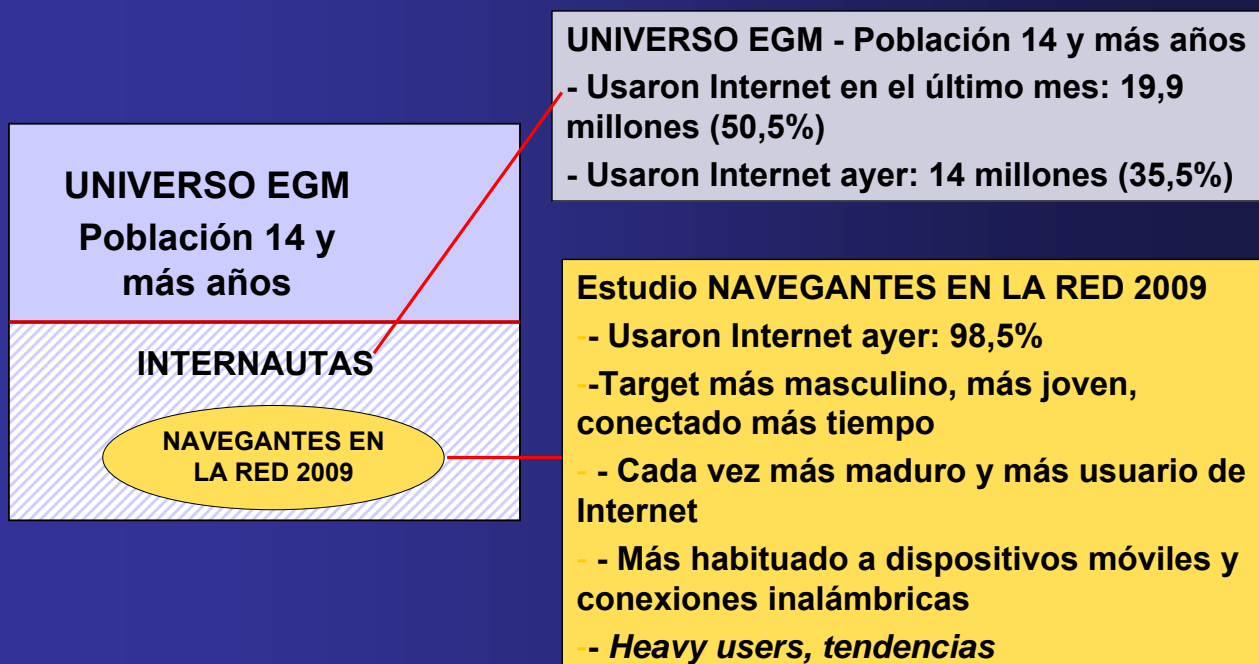 UNIVERSO EGM
Población 14 y
más años
INTERNAUTAS
NAVEGANTES EN
LA RED 2009
UNIVERSO EGM - Población 14 y más años
- Usaron Internet en el último mes: 19,9
millones (50,5%)
- Usaron Internet ayer: 14 millones (35,5%)
Estudio NAVEGANTES EN LA RED 2009
-- Usaron Internet ayer: 98,5%
--Target más masculino, más joven,
conectado más tiempo
- - Cada vez más maduro y más usuario de
Internet
- - Más habituado a dispositivos móviles y
conexiones inalámbricas
-- Heavy users, tendencias